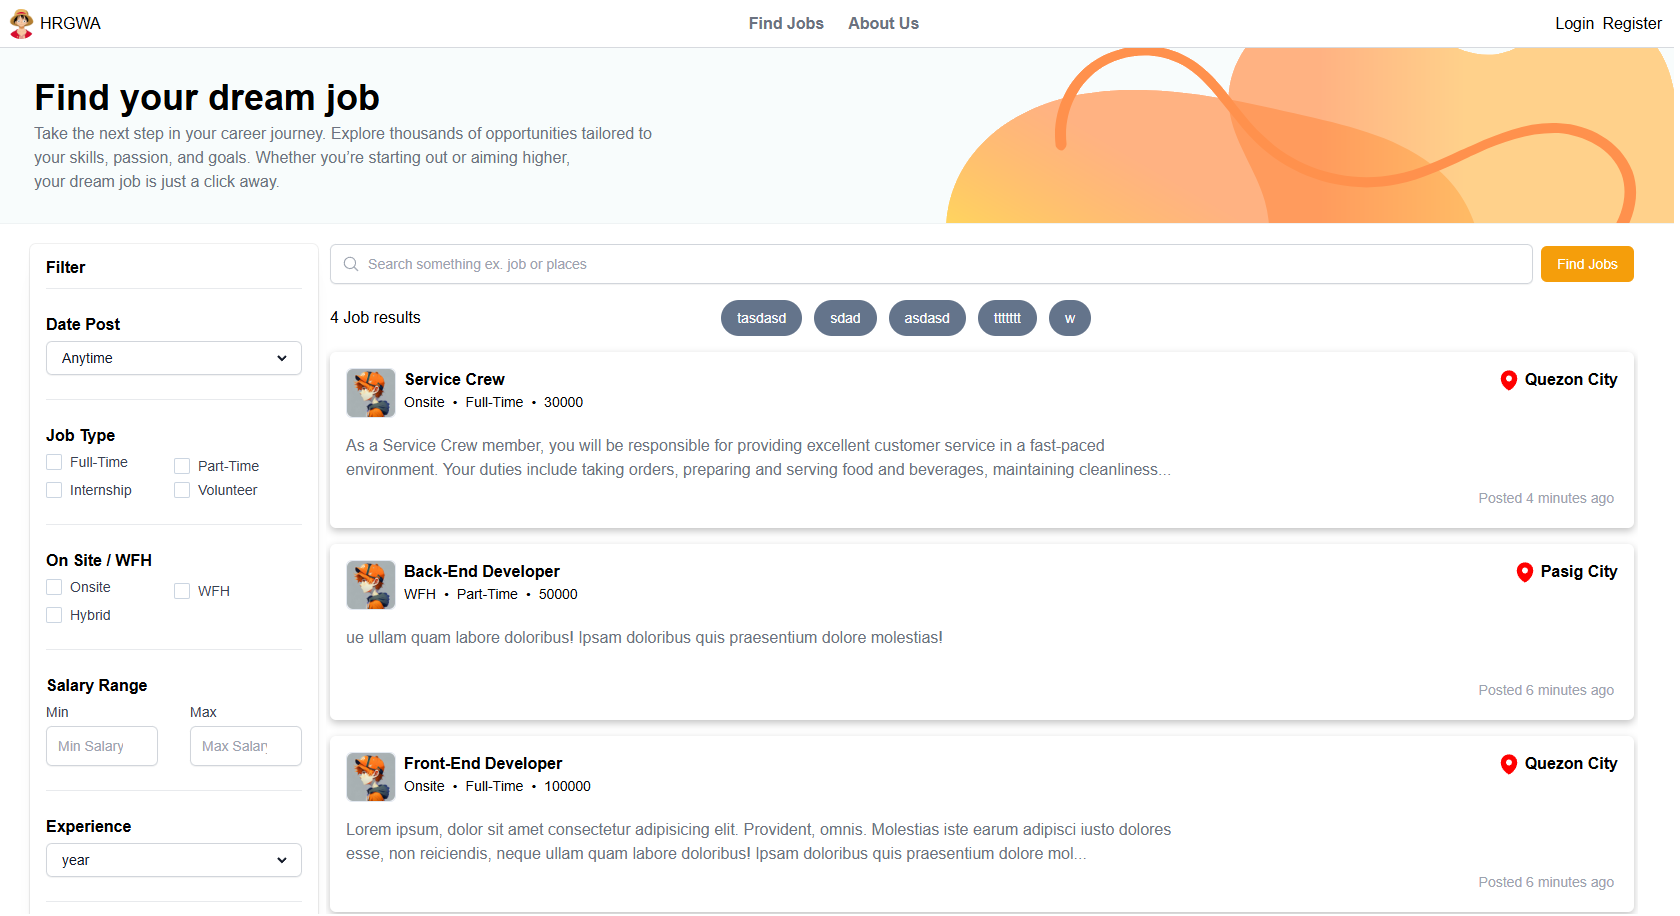 HRGWA
Find Jobs
About Us
Login Register
Find your dream job
Take the next step in your career journey. Explore thousands of opportunities tailored to
your skills, passion, and goals. Whether you’re starting out or aiming higher,
your dream job is just a click away.
Filter
Date Post
Anytime
Job Type
Full-Time
Part-Time
Internship
Volunteer
On Site / WFH
Onsite
WFH
Hybrid
Salary Range
Min
Max
Min Salary
Max Salar
Experience
year
Search something ex. job or places
Find Jobs
4 Job results
tasdasd
sdad
asdasd
ttttttt
w
Service Crew
Quezon City
Onsite • Full-Time • 30000
As a Service Crew member, you will be responsible for providing excellent customer service in a fast-paced
environment. Your duties include taking orders, preparing and serving food and beverages, maintaining cleanliness...
Posted 4 minutes ago
Back-End Developer
Pasig City
WFH • Part-Time • 50000
ue ullam quam labore doloribus! Ipsam doloribus quis praesentium dolore molestias!
Posted 6 minutes ago
Front-End Developer
Quezon City
Onsite • Full-Time • 100000
Lorem ipsum, dolor sit amet consectetur adipisicing elit. Provident, omnis. Molestias iste earum adipisci iusto dolores
esse, non reiciendis, neque ullam quam labore doloribus! Ipsam doloribus quis praesentium dolore mol...
Posted 6 minutes ago